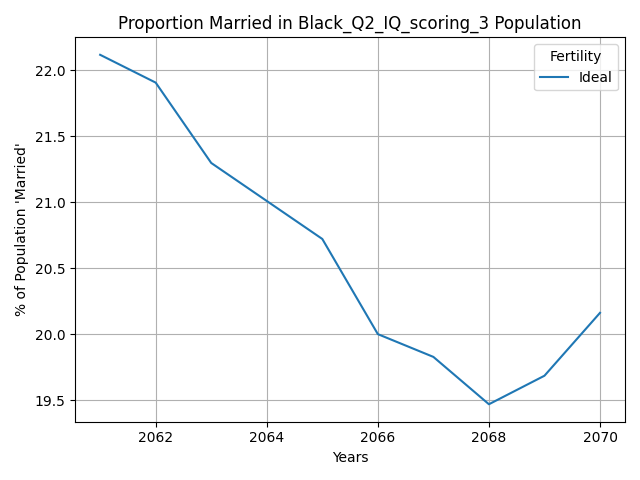 Proportion Married in Black_Q2_IQ_scoring_3 Population
Fertility
Ideal
% of Population 'Married'
22.0
21.5
21.0
20.5
20.0
19.5
2062 2064 2066 2068 2070
Years